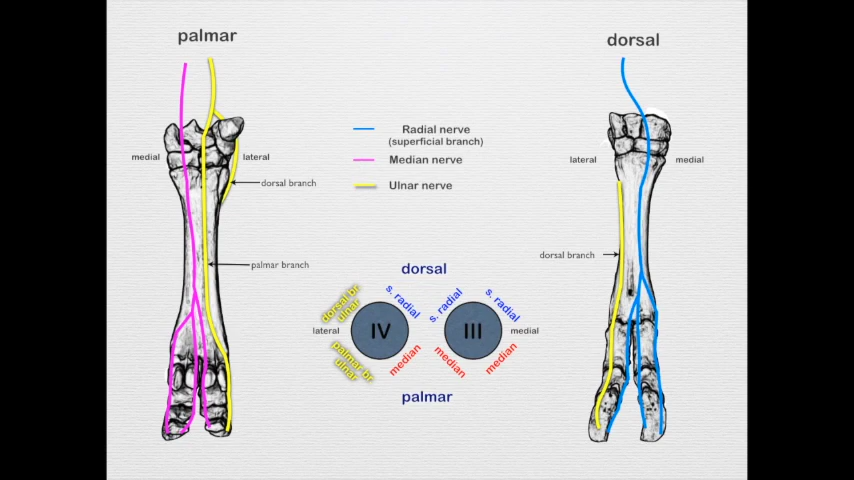 palmar
dorsal
Radial nerve
(superficial branch)
Median nerve
Ulnar nerve
medial
lateral
dorsal branch
palmar branch
lateral
medial
dorsal branch
dorsal
dorsal br
ulnar
s. radial
s. radial
s. radial
lateral
IV
III
medial
palmar br
ulnar
median
median
median
palmar